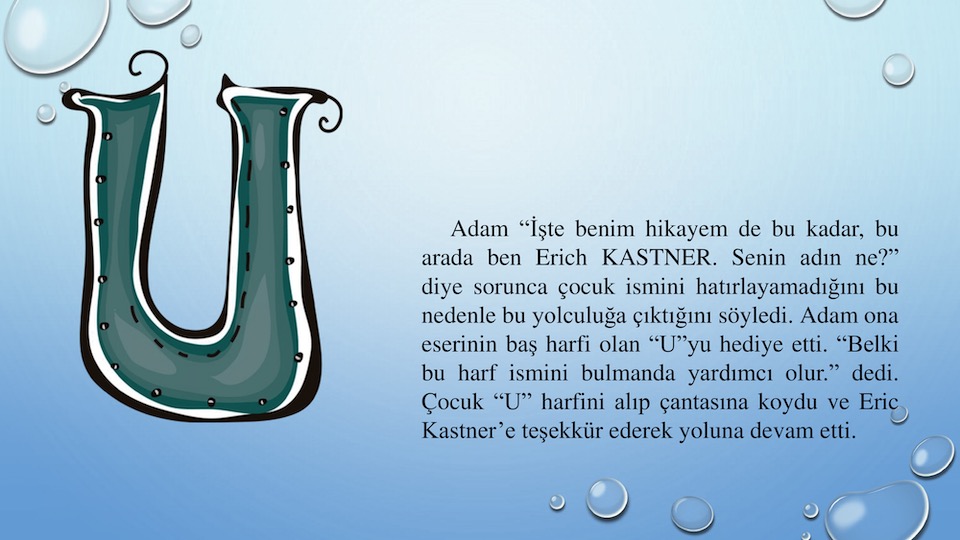 U
Adam “İşte benim hikayem de bu kadar, bu
arada ben Erich KASTNER. Senin adın ne?”
diye sorunca çocuk ismini hatırlayamadığını bu
nedenle bu yolculuğa çıktığını söyledi. Adam ona
eserinin baş harfi olan “U”yu hediye etti. “Belki
bu harf ismini bulmanda yardımcı olur.” dedi.
Çocuk “U” harfini alıp çantasına koydu ve Eric
Kastner’e teşekkür ederek yoluna devam etti.